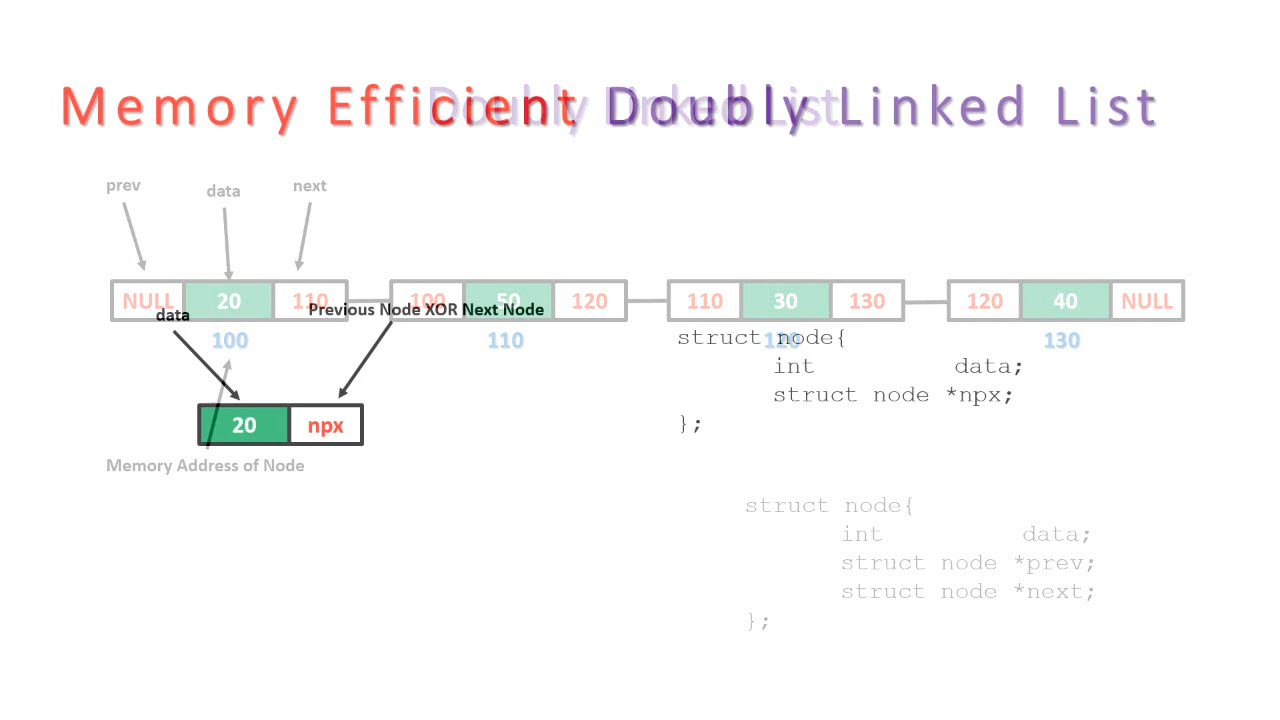 Memory Efficient Doubly Linked List
Doubly Linked List
prev
data
next
NULL 20 110
100 50 120
110 30 130
120 40 NULL
data
Previous Node XOR Next Node
100
110
120
130
struct node{
int data;
struct node *npx;
};
20 npx
Memory Address of Node
struct node{
int data;
struct node *prev;
struct node *next;
};